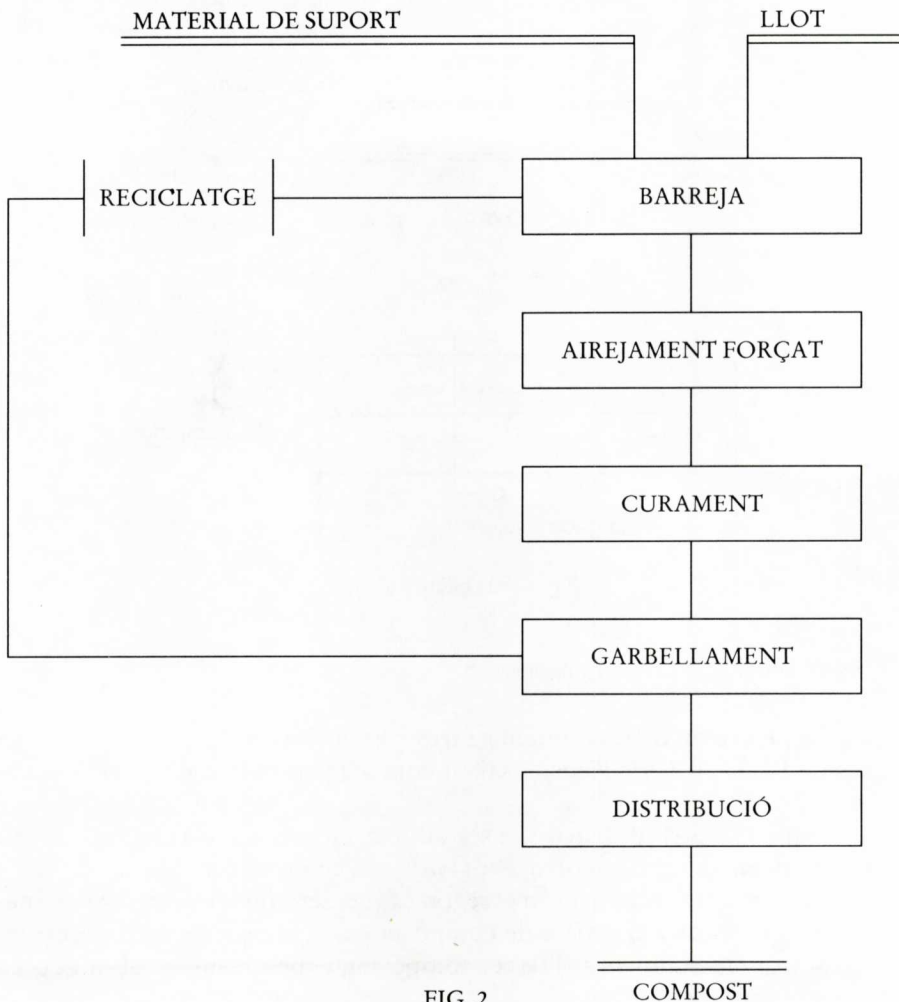 MATERIAL DE SUPORT
LLOT
RECICLATGE
BARREJA
AIREJAMENT FORÇAT
CURAMENT
GARBELLAMENT
DISTRIBUCIÓ
COMPOST
FIG. 2